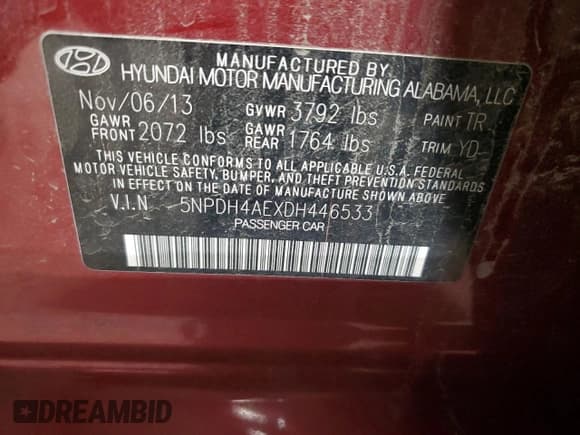 MANUFACTURED BY
HYUNDAI MOTOR MANUFACTURING ALABAMA, LLC
Nov/06/13 GVWR 3792 lbs PAINT TR
GAWR FRONT 2072 lbs GAWR REAR 1764 lbs TRIM YD
THIS VEHICLE CONFORMS TO ALL APPLICABLE U.S.A. FEDERAL
MOTOR VEHICLE SAFETY, BUMPER, AND THEFT PREVENTION STANDARDS
IN EFFECT ON THE DATE OF MANUFACTURE SHOWN ABOVE
V.I.N 5NPDH4AEXDH446533
PASSENGER CAR
DREAMBID